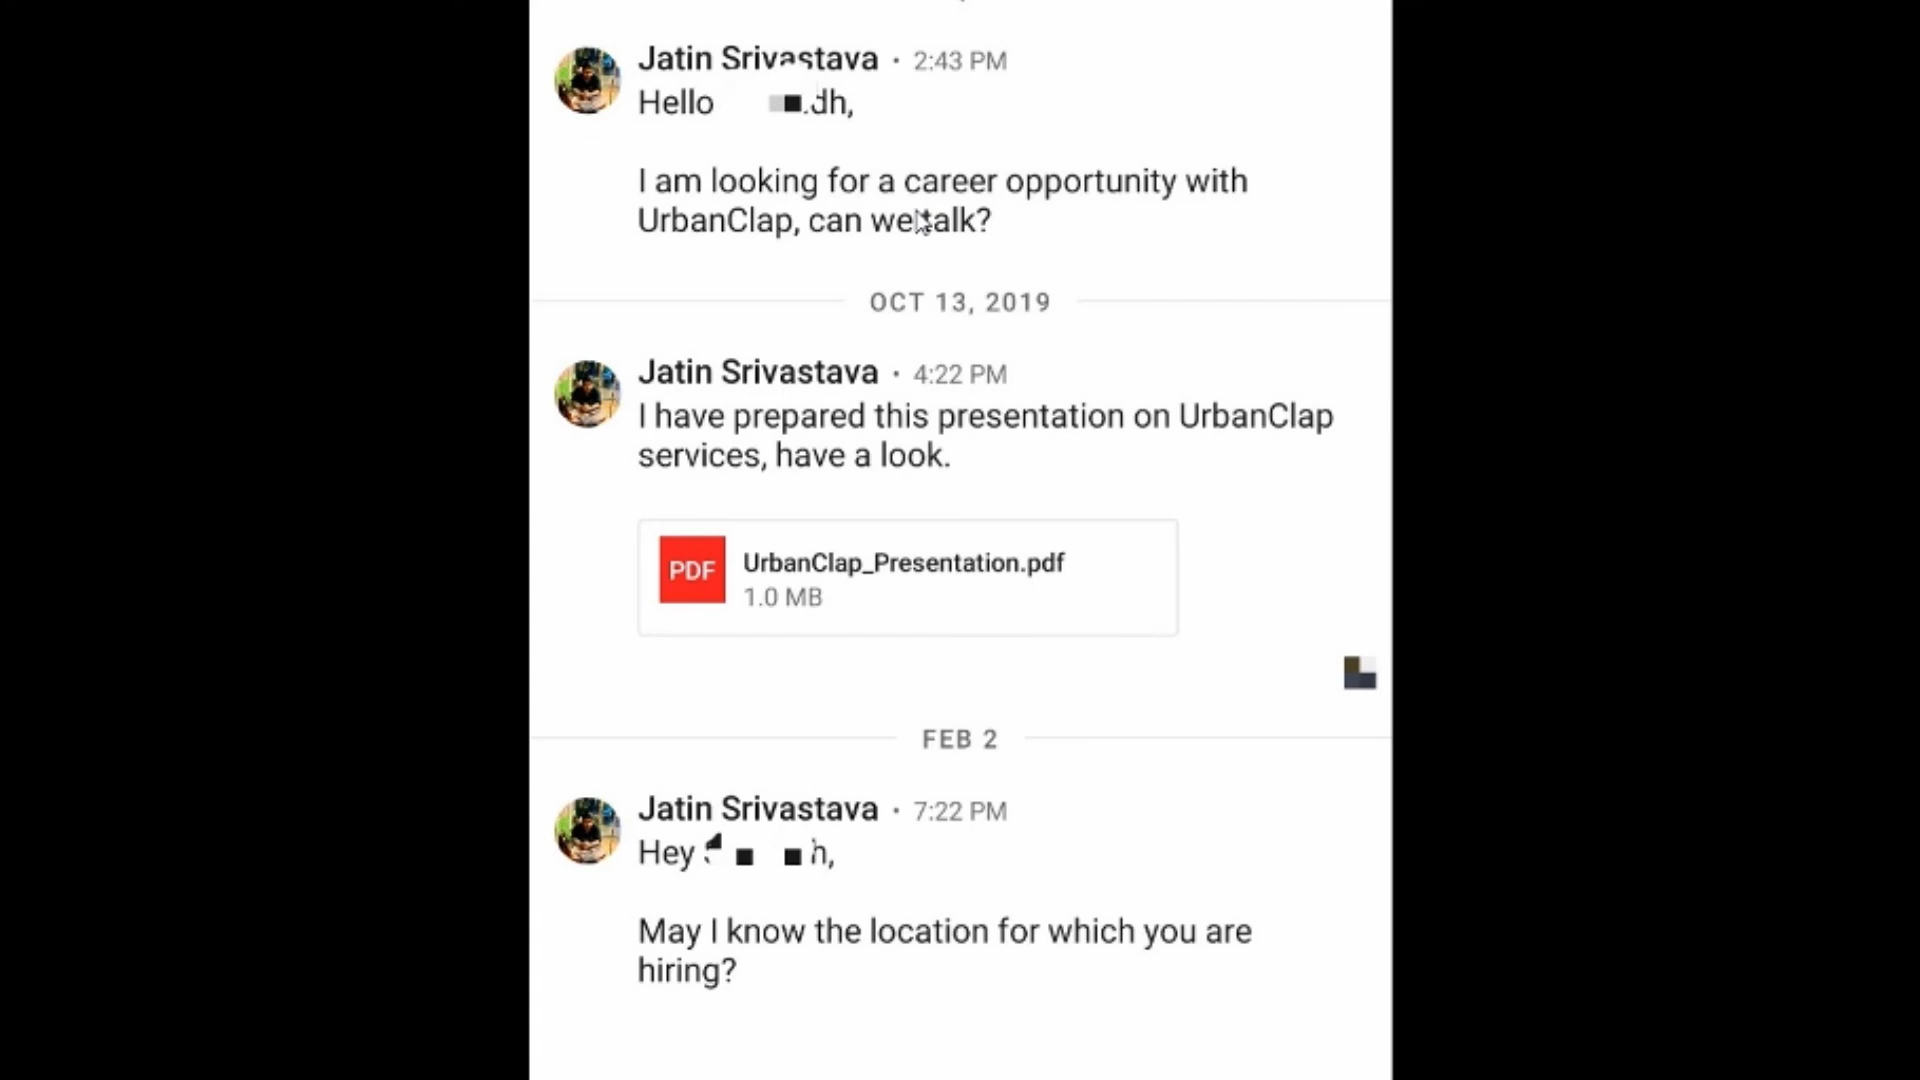 Jatin Srivastava • 2:43 PM
Hello
I am looking for a career opportunity with
UrbanClap, can we talk?
OCT 13, 2019
Jatin Srivastava • 4:22 PM
I have prepared this presentation on UrbanClap
services, have a look.
PDF
UrbanClap_Presentation.pdf
1.0 MB
FEB 2
Jatin Srivastava • 7:22 PM
Hey
May I know the location for which you are
hiring?